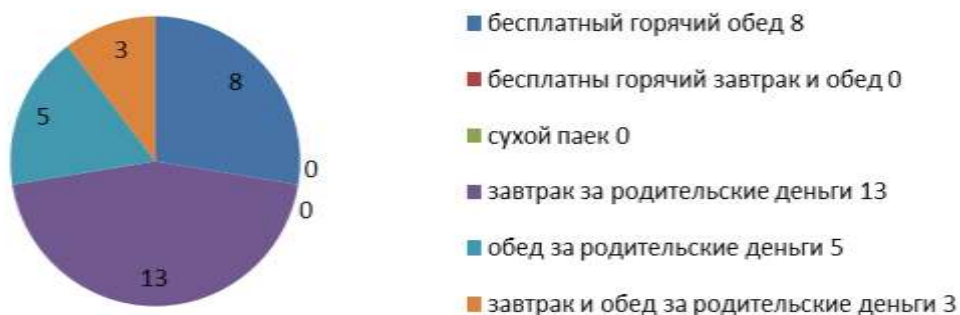 3
8
5
0
0
13
бесплатный горячий обед 8
бесплатны горячий завтрак и обед 0
сухой паек 0
завтрак за родительские деньги 13
обед за родительские деньги 5
завтрак и обед за родительские деньги 3